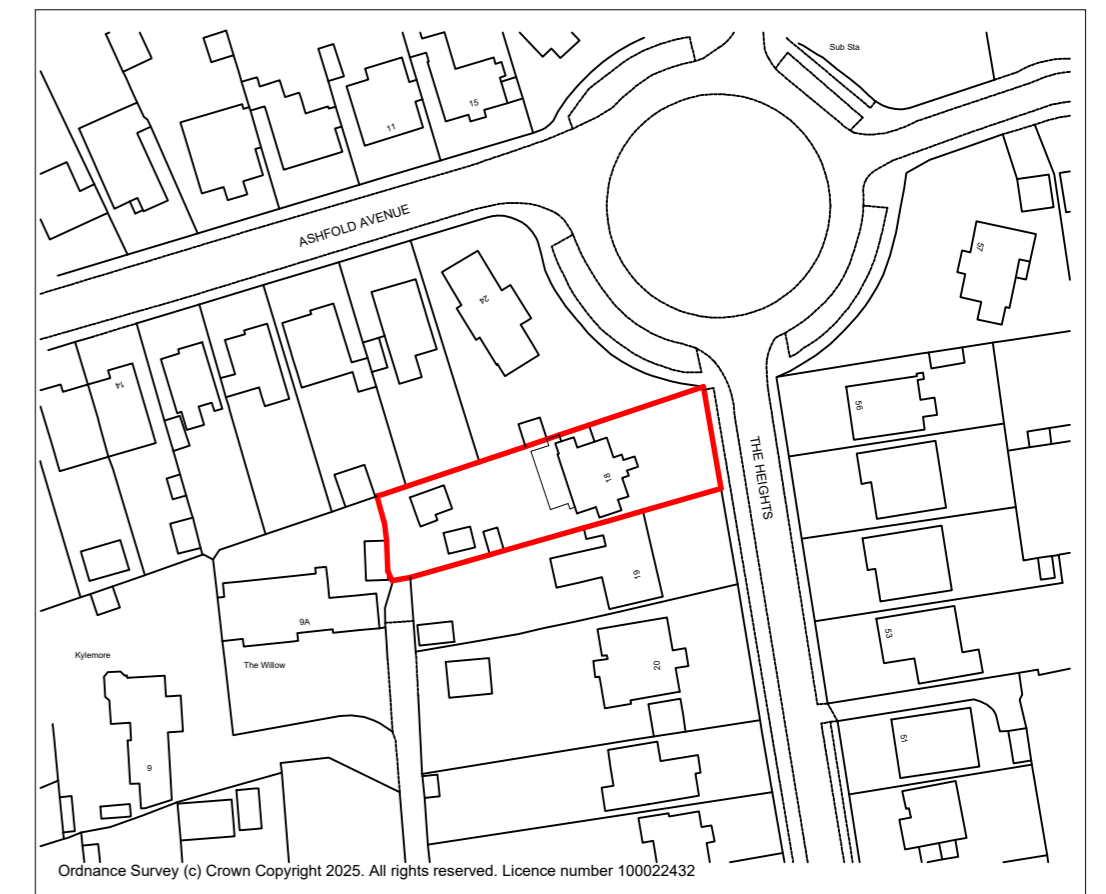 Sub Sta
15
11
ASHFOLD AVENUE
57
24
14
56
18
THE HEIGHTS
19
9A
53
Kylemore
The Willow
20
51
9
Ordnance Survey (c) Crown Copyright 2025. All rights reserved. Licence number 100022432